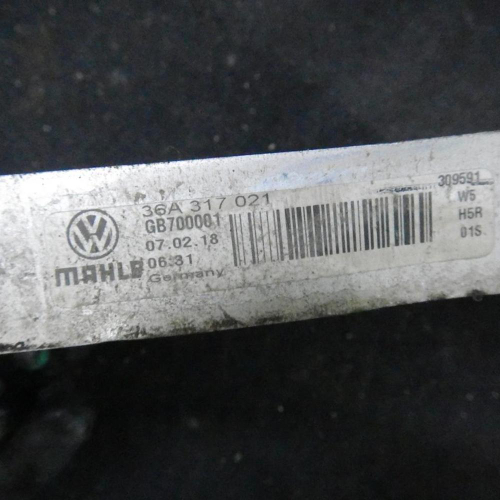 36A 317 021
GB700001
07.02.18
06:31
MAHLE
Germany
309591
W5
H5R
01S